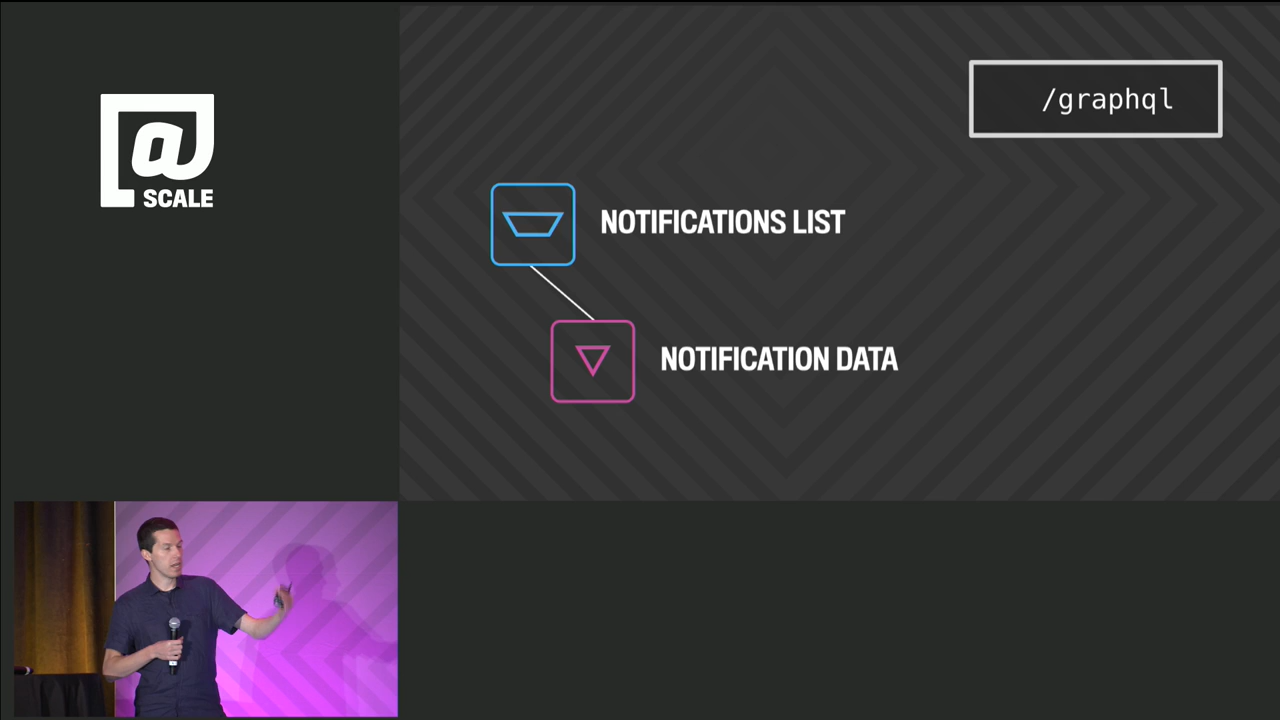 @
SCALE
/graphql
NOTIFICATIONS LIST
NOTIFICATION DATA